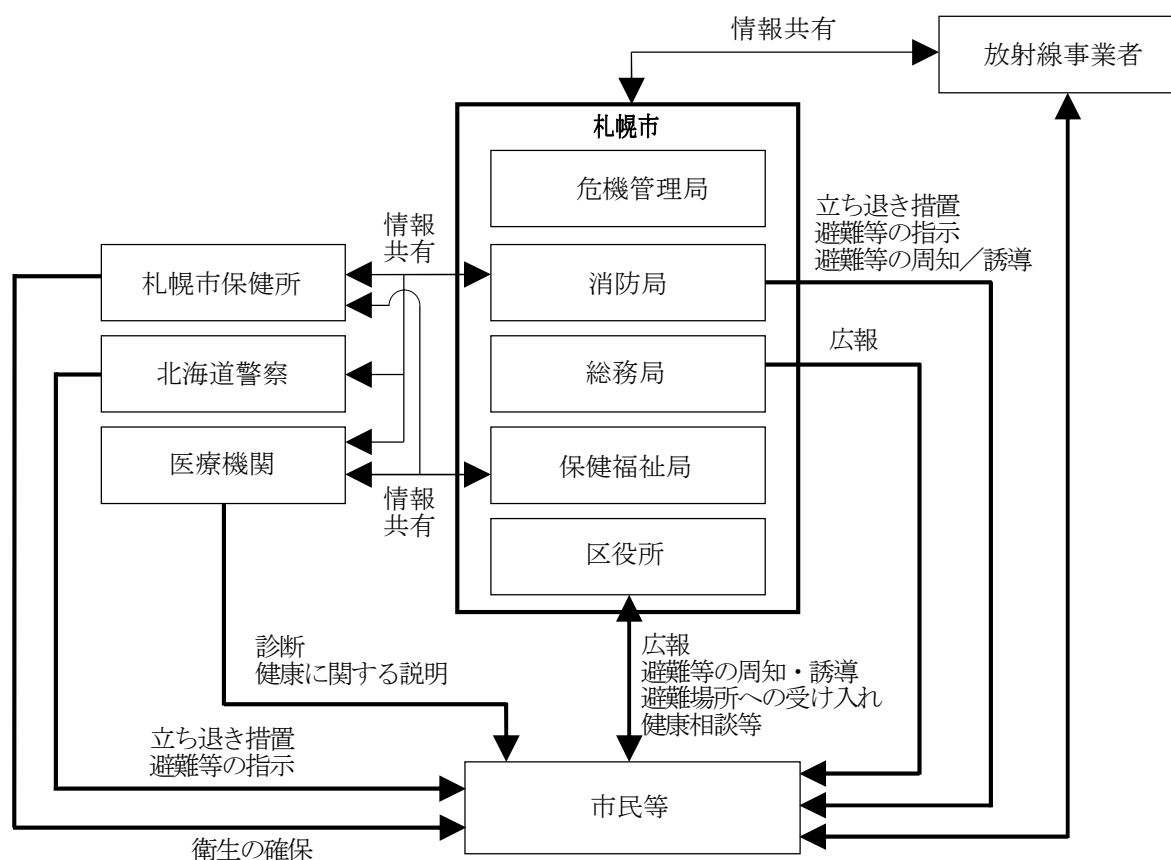 情報共有
放射線事業者
札幌市
危機管理局
立ち退き措置
避難等の指示
避難等の周知／誘導
情報
共有
札幌市保健所
消防局
広報
北海道警察
総務局
医療機関
保健福祉局
情報
共有
区役所
診断
健康に関する説明
広報
避難等の周知・誘導
避難場所への受け入れ
健康相談等
立ち退き措置
避難等の指示
市民等
衛生の確保